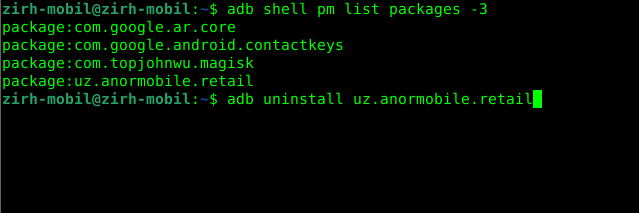 zirh-mobil@zirh-mobil:~$ adb shell pm list packages -3
package:com.google.ar.core
package:com.google.android.contactkeys
package:com.topjohnwu.magisk
package:uz.anormobile.retail
zirh-mobil@zirh-mobil:~$ adb uninstall uz.anormobile.retail